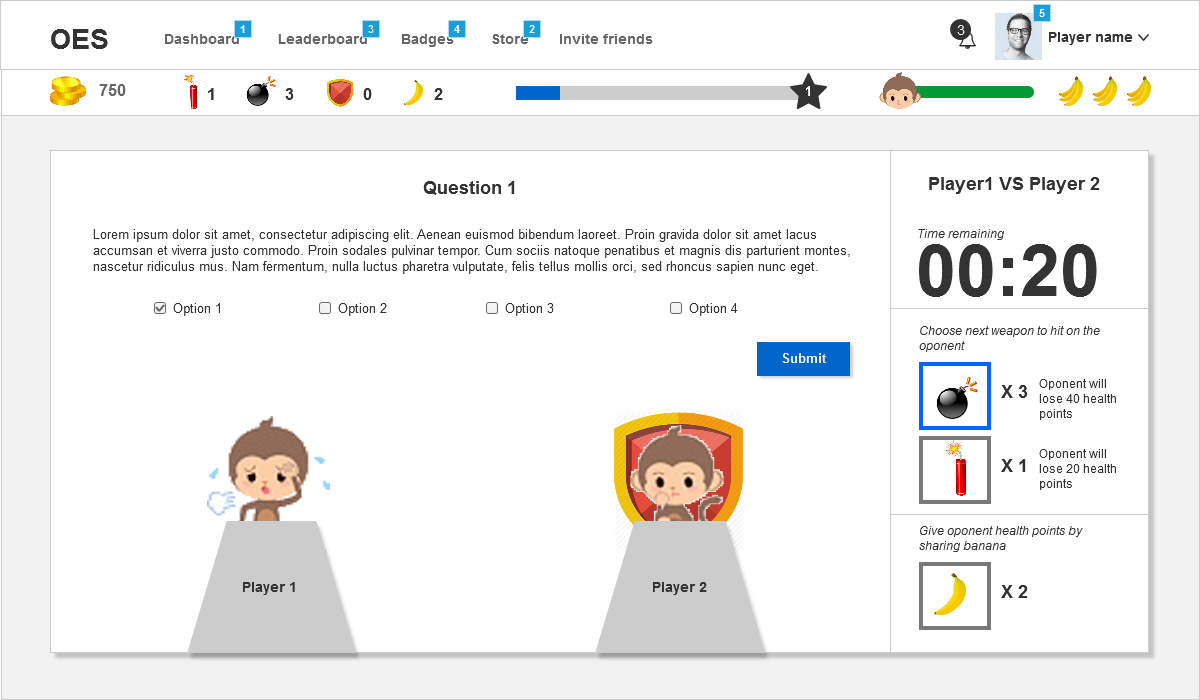 OES
Dashboard 1
Leaderboard 3
Badges 4
Store 2
Invite friends
3
5
Player name
750
1
3
0
2
1
Question 1
Lorem ipsum dolor sit amet, consectetur adipiscing elit. Aenean euismod bibendum laoreet. Proin gravida dolor sit amet lacus
accumsan et viverra justo commodo. Proin sodales pulvinar tempor. Cum sociis natoque penatibus et magnis dis parturient montes,
nascetur ridiculus mus. Nam fermentum, nulla luctus pharetra vulputate, felis tellus mollis orci, sed rhoncus sapien nunc eget.
Option 1
Option 2
Option 3
Option 4
Submit
Player 1
Player 2
Player1 VS Player 2
Time remaining
00:20
Choose next weapon to hit on the
oponent
X 3
Oponent will
lose 40 health
points
X 1
Oponent will
lose 20 health
points
Give oponent health points by
sharing banana
X 2